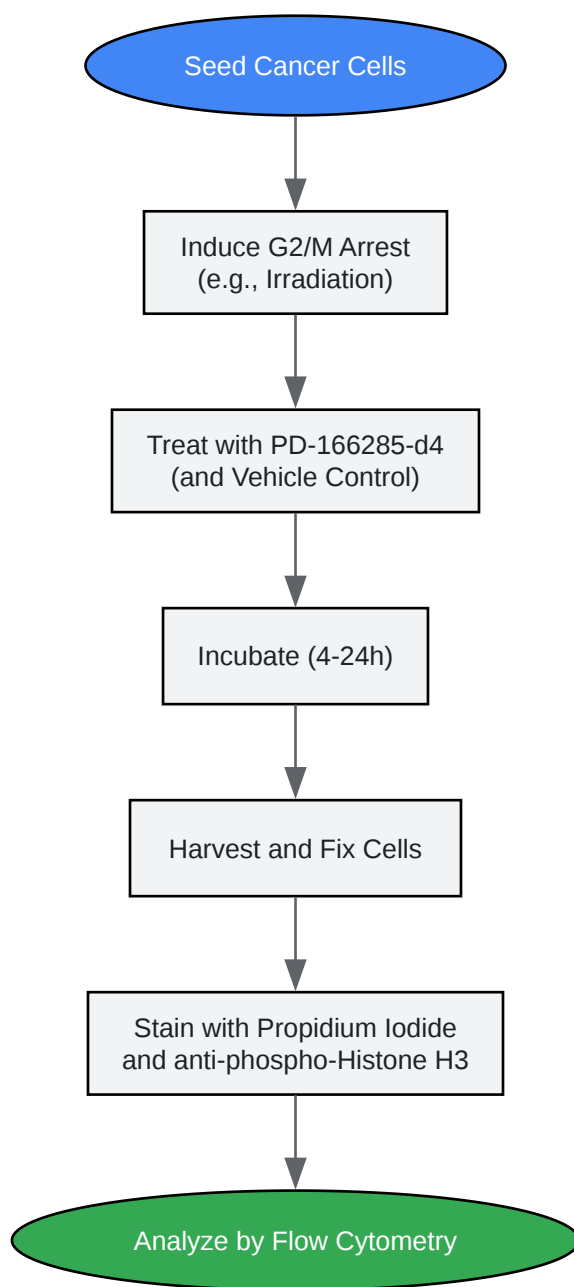 Seed Cancer Cells
Induce G2/M Arrest
(e.g., Irradiation)
Treat with PD-166285-d4
(and Vehicle Control)
Incubate (4-24h)
Harvest and Fix Cells
Stain with Propidium Iodide
and anti-phospho-Histone H3
Analyze by Flow Cytometry